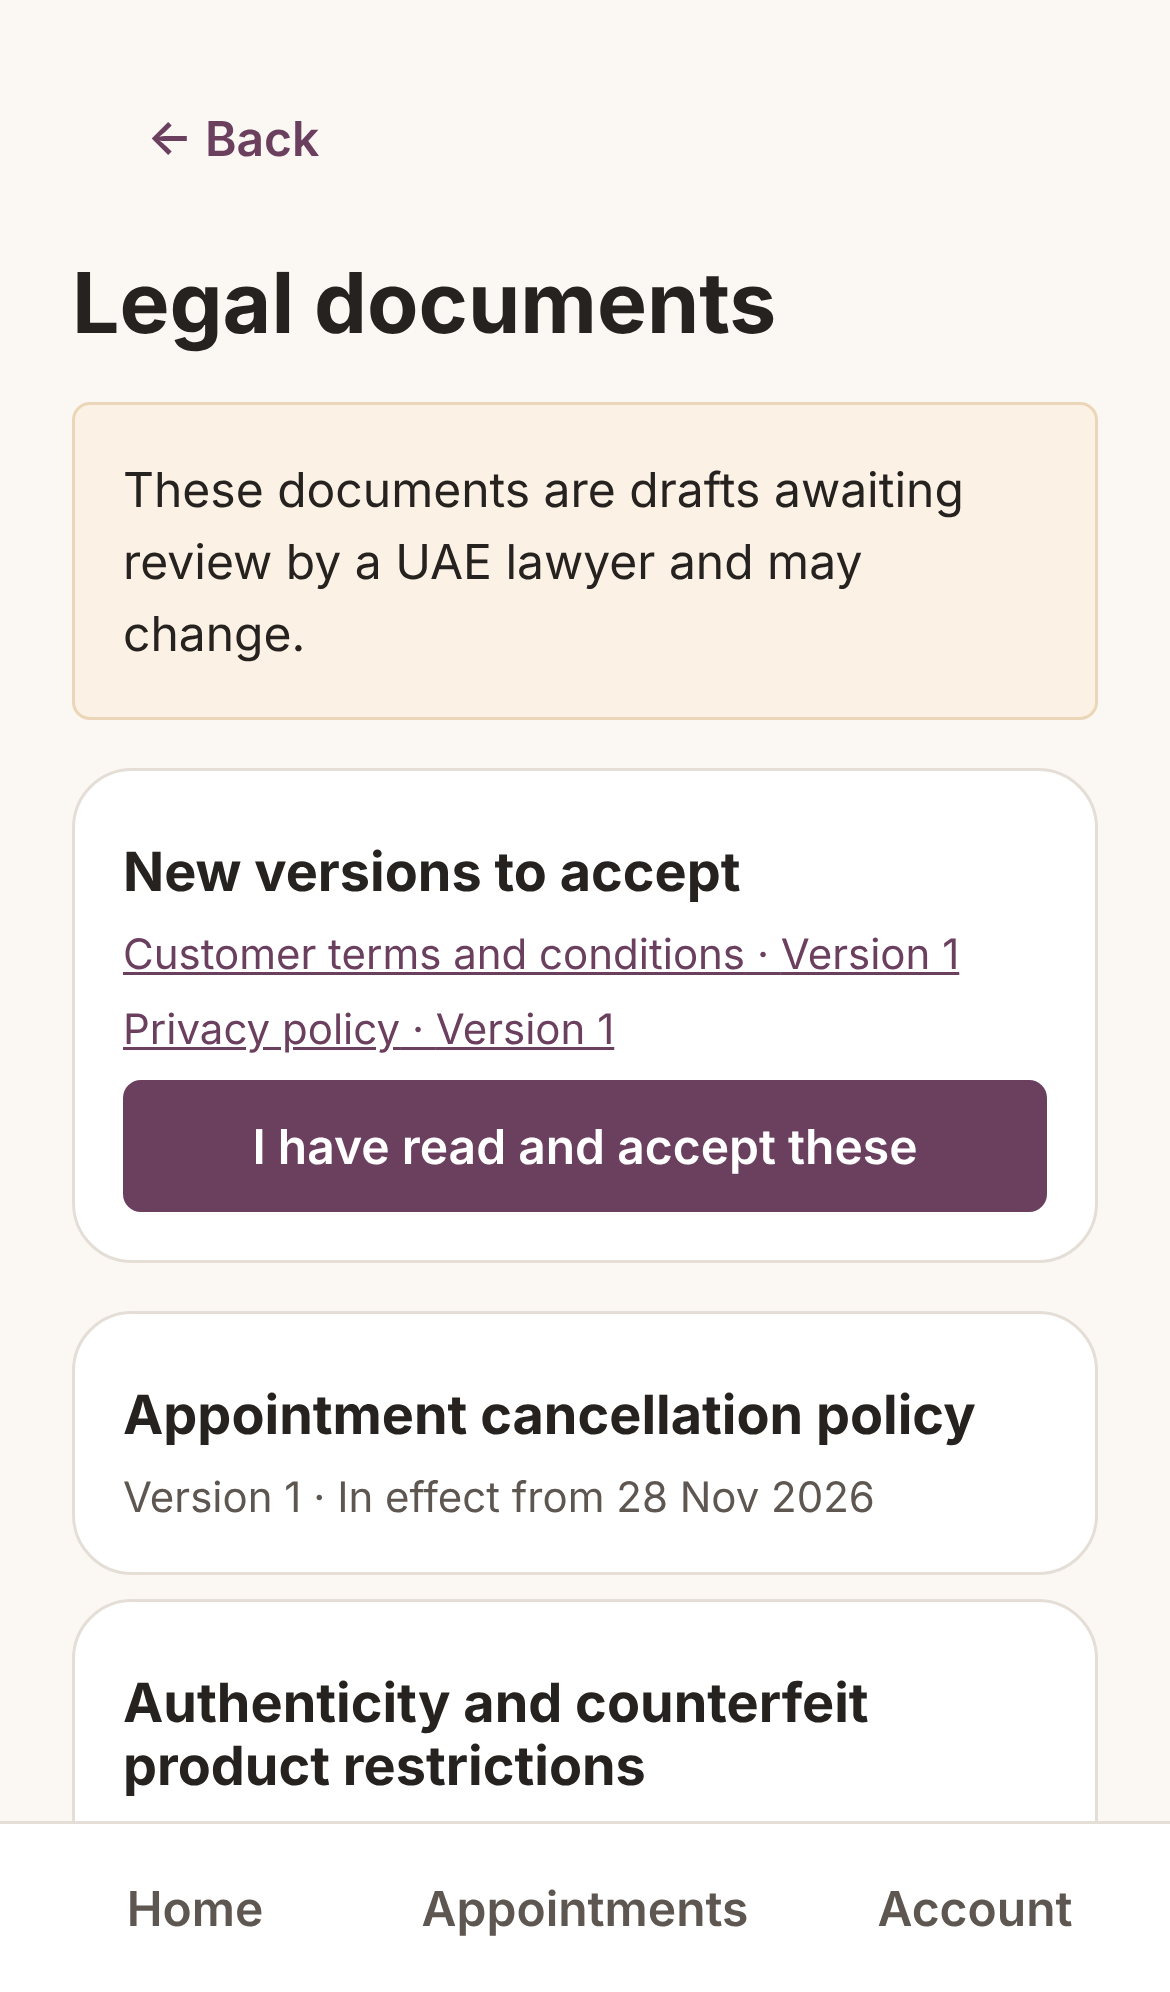 ← Back
Legal documents
These documents are drafts awaiting
review by a UAE lawyer and may
change.
New versions to accept
Customer terms and conditions · Version 1
Privacy policy · Version 1
I have read and accept these
Appointment cancellation policy
Version 1 · In effect from 28 Nov 2026
Authenticity and counterfeit
product restrictions
Home
Appointments
Account